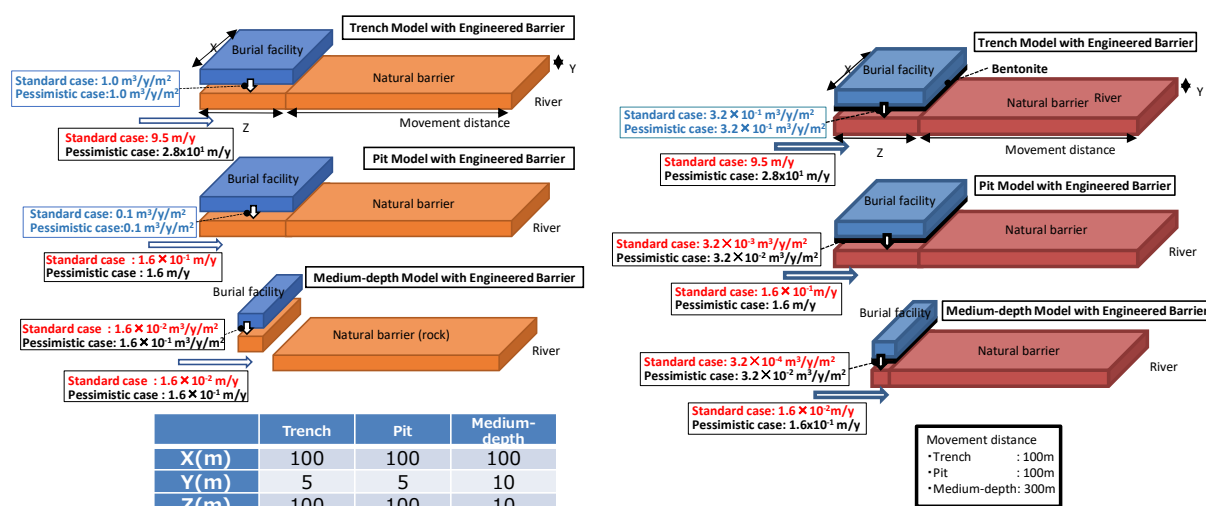 Trench Model with Engineered Barrier
X
Burial facility
Standard case: 1.0 m³/y/m²
Pessimistic case:1.0 m³/y/m²
Natural barrier
Y
River
Z
Movement distance
Standard case: 9.5 m/y
Pessimistic case: 2.8x10¹ m/y
Pit Model with Engineered Barrier
Burial facility
Standard case: 0.1 m³/y/m²
Pessimistic case:0.1 m³/y/m²
Natural barrier
River
Standard case : 1.6 × 10⁻¹ m/y
Pessimistic case : 1.6 m/y
Medium-depth Model with Engineered Barrier
Burial facility
Standard case : 1.6 × 10⁻² m³/y/m²
Pessimistic case: 1.6 × 10⁻¹ m³/y/m²
Natural barrier (rock)
River
Standard case : 1.6 × 10⁻² m/y
Pessimistic case : 1.6 × 10⁻¹ m/y
Trench Pit Medium-depth
X(m) 100 100 100
Y(m) 5 5 10
Z(m) 100 100 10
Trench Model with Engineered Barrier
X
Burial facility
Bentonite
Standard case: 3.2 × 10⁻¹ m³/y/m²
Pessimistic case: 3.2 × 10⁻¹ m³/y/m²
Natural barrier
River
Y
Z
Movement distance
Standard case: 9.5 m/y
Pessimistic case: 2.8x10¹ m/y
Pit Model with Engineered Barrier
Burial facility
Standard case: 3.2 × 10⁻³ m³/y/m²
Pessimistic case: 3.2 × 10⁻² m³/y/m²
Natural barrier
River
Standard case: 1.6 × 10⁻¹m/y
Pessimistic case: 1.6 m/y
Medium-depth Model with Engineered Barrier
Burial facility
Standard case: 3.2 × 10⁻⁴ m³/y/m²
Pessimistic case: 3.2 × 10⁻² m³/y/m²
Natural barrier
River
Standard case: 1.6 × 10⁻²m/y
Pessimistic case: 1.6x10⁻¹ m/y
Movement distance
・Trench : 100m
・Pit : 100m
・Medium-depth: 300m